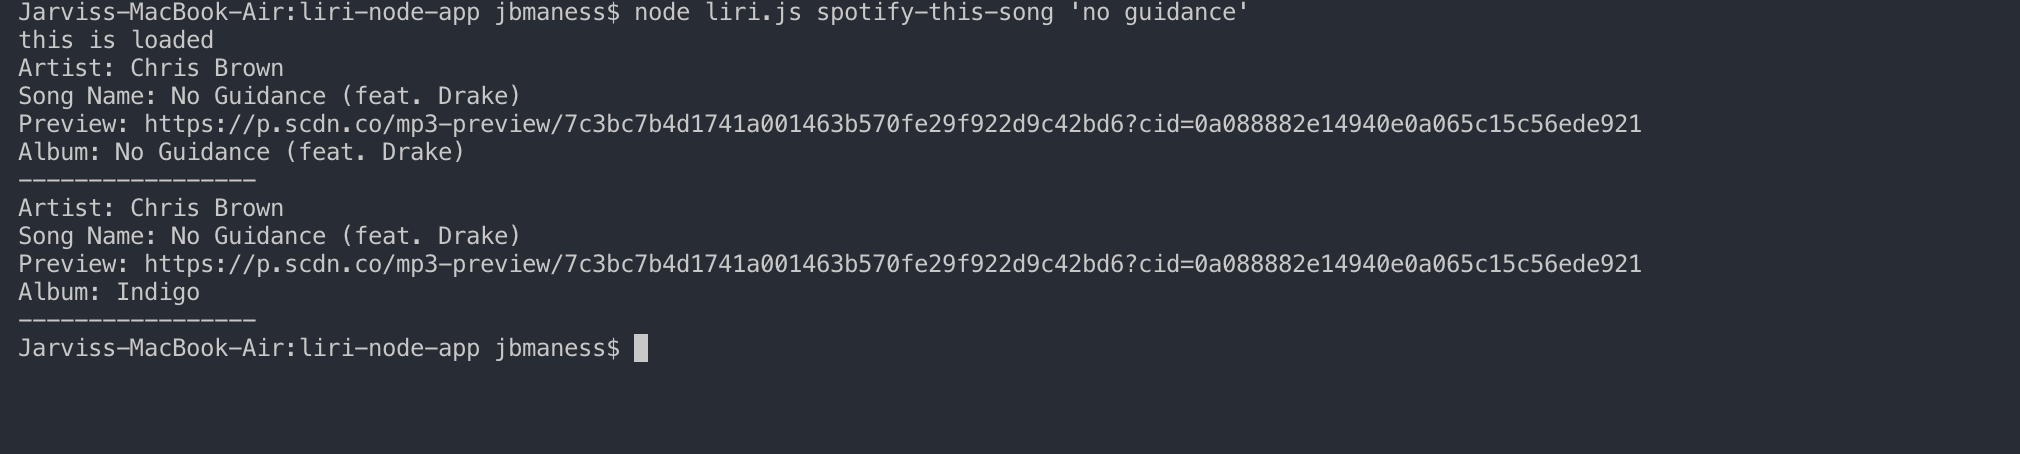 Jarviss-MacBook-Air:liri-node-app jbmaness$ node liri.js spotify-this-song 'no guidance'
this is loaded
Artist: Chris Brown
Song Name: No Guidance (feat. Drake)
Preview: https://p.scdn.co/mp3-preview/7c3bc7b4d1741a001463b570fe29f922d9c42bd6?cid=0a088882e14940e0a065c15c56ede921
Album: No Guidance (feat. Drake)
-----------------
Artist: Chris Brown
Song Name: No Guidance (feat. Drake)
Preview: https://p.scdn.co/mp3-preview/7c3bc7b4d1741a001463b570fe29f922d9c42bd6?cid=0a088882e14940e0a065c15c56ede921
Album: Indigo
-----------------
Jarviss-MacBook-Air:liri-node-app jbmaness$